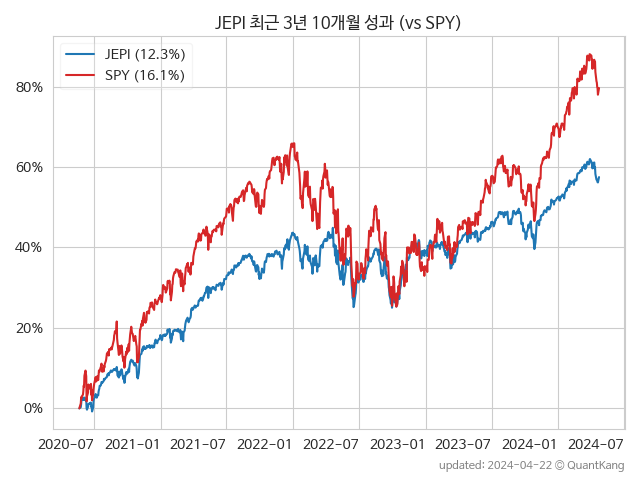 JEPI 최근 3년 10개월 성과 (vs SPY)
JEPI (12.3%)
SPY (16.1%)
80%
60%
40%
20%
0%
2020-07 2021-01 2021-07 2022-01 2022-07 2023-01 2023-07 2024-01 2024-07
updated: 2024-04-22 © QuantKang